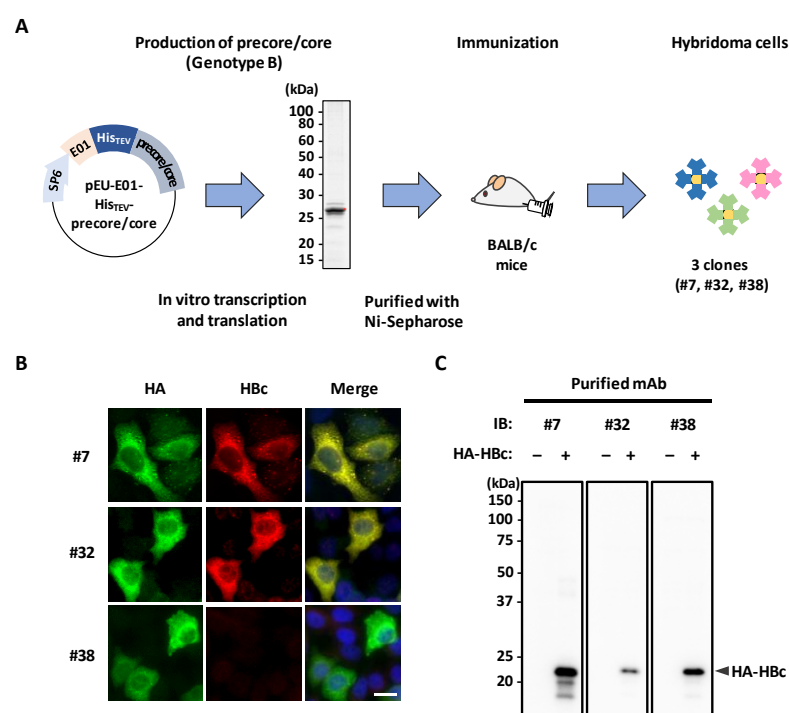 A
Production of precore/core
(Genotype B)
Immunization
Hybridoma cells
(kDa)
100
80
60
50
40
30
25
20
15
SP6
E01
HisTEV
precore/core
pEU-E01-
HisTEV-
precore/core
BALB/c
mice
3 clones
(#7, #32, #38)
In vitro transcription
and translation
Purified with
Ni-Sepharose
B
HA HBc Merge
#7
#32
#38
C
Purified mAb
IB: #7 #32 #38
HA-HBc: – + – + – +
(kDa)
150
100
75
50
37
25
20
HA-HBc